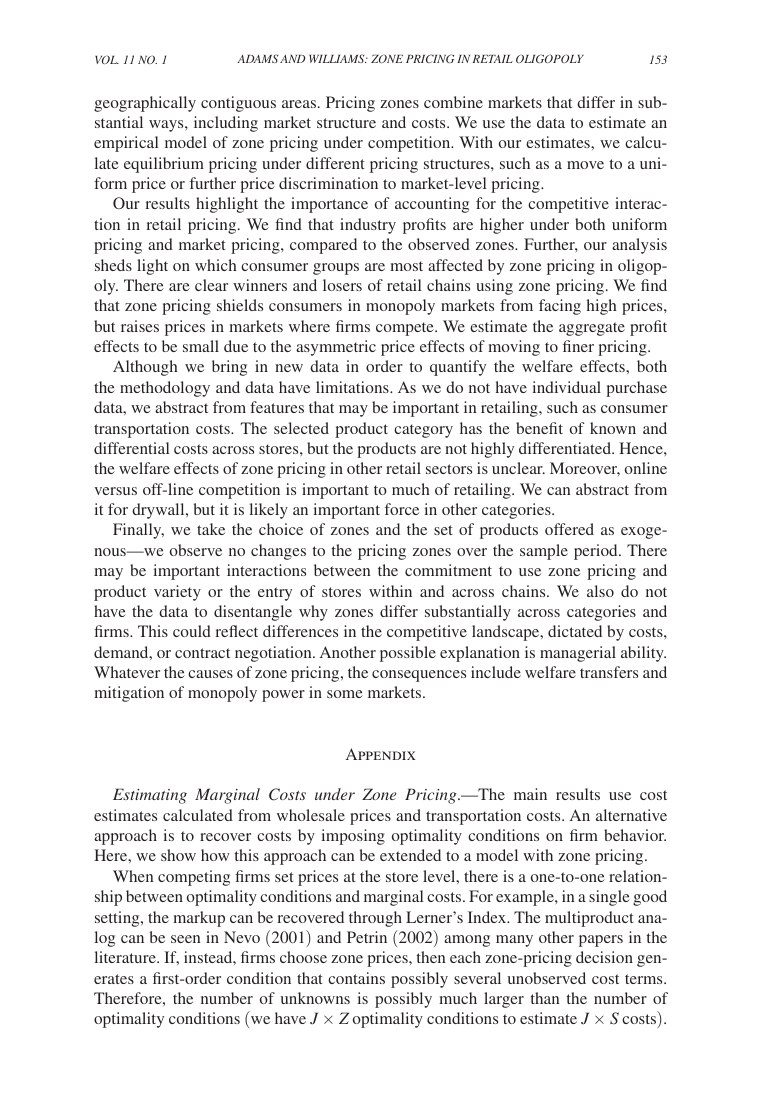 VOL. 11 NO. 1 ADAMS AND WILLIAMS: ZONE PRICING IN RETAIL OLIGOPOLY 153
geographically contiguous areas. Pricing zones combine markets that differ in sub-
stantial ways, including market structure and costs. We use the data to estimate an
empirical model of zone pricing under competition. With our estimates, we calcu-
late equilibrium pricing under different pricing structures, such as a move to a uni-
form price or further price discrimination to market-level pricing.
Our results highlight the importance of accounting for the competitive interac-
tion in retail pricing. We find that industry profits are higher under both uniform
pricing and market pricing, compared to the observed zones. Further, our analysis
sheds light on which consumer groups are most affected by zone pricing in oligop-
oly. There are clear winners and losers of retail chains using zone pricing. We find
that zone pricing shields consumers in monopoly markets from facing high prices,
but raises prices in markets where firms compete. We estimate the aggregate profit
effects to be small due to the asymmetric price effects of moving to finer pricing.
Although we bring in new data in order to quantify the welfare effects, both
the methodology and data have limitations. As we do not have individual purchase
data, we abstract from features that may be important in retailing, such as consumer
transportation costs. The selected product category has the benefit of known and
differential costs across stores, but the products are not highly differentiated. Hence,
the welfare effects of zone pricing in other retail sectors is unclear. Moreover, online
versus off-line competition is important to much of retailing. We can abstract from
it for drywall, but it is likely an important force in other categories.
Finally, we take the choice of zones and the set of products offered as exoge-
nous—we observe no changes to the pricing zones over the sample period. There
may be important interactions between the commitment to use zone pricing and
product variety or the entry of stores within and across chains. We also do not
have the data to disentangle why zones differ substantially across categories and
firms. This could reflect differences in the competitive landscape, dictated by costs,
demand, or contract negotiation. Another possible explanation is managerial ability.
Whatever the causes of zone pricing, the consequences include welfare transfers and
mitigation of monopoly power in some markets.
Appendix
Estimating Marginal Costs under Zone Pricing.—The main results use cost
estimates calculated from wholesale prices and transportation costs. An alternative
approach is to recover costs by imposing optimality conditions on firm behavior.
Here, we show how this approach can be extended to a model with zone pricing.
When competing firms set prices at the store level, there is a one-to-one relation-
ship between optimality conditions and marginal costs. For example, in a single good
setting, the markup can be recovered through Lerner's Index. The multiproduct ana-
log can be seen in Nevo (2001) and Petrin (2002) among many other papers in the
literature. If, instead, firms choose zone prices, then each zone-pricing decision gen-
erates a first-order condition that contains possibly several unobserved cost terms.
Therefore, the number of unknowns is possibly much larger than the number of
optimality conditions (we have J × Z optimality conditions to estimate J × S costs).